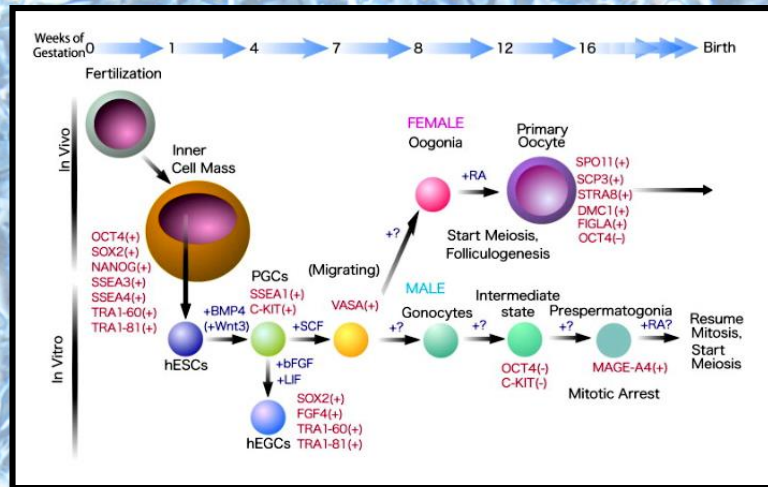 Weeks of
Gestation 0 1 4 7 8 12 16 Birth
Fertilization
In Vivo
Inner
Cell Mass
FEMALE
Oogonia
+RA
Primary
Oocyte
SPO11(+)
SCP3(+)
STRA8(+)
DMC1(+)
FIGLA(+)
OCT4(-)
+?
Start Meiosis,
Folliculogenesis
OCT4(+)
SOX2(+)
NANOG(+)
SSEA3(+)
SSEA4(+)
TRA1-60(+)
TRA1-81(+)
In Vitro
hESCs
+BMP4
(+Wnt3)
PGCs
SSEA1(+)
C-KIT(+)
+SCF
(Migrating)
VASA(+)
MALE
+?
Gonocytes
+?
Intermediate
state
OCT4(-)
C-KIT(-)
+?
Prespermatogonia
MAGE-A4(+)
Mitotic Arrest
+RA?
Resume
Mitosis,
Start
Meiosis
+bFGF
+LIF
hEGCs
SOX2(+)
FGF4(+)
TRA1-60(+)
TRA1-81(+)